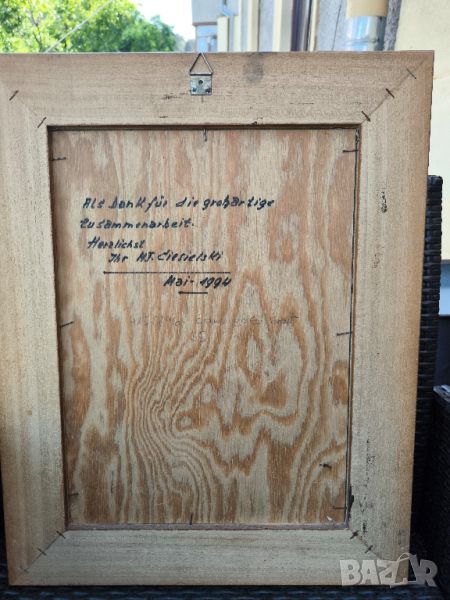 Als Dank für die großartige
Zusammenarbeit.
Herzlichst
Ihr M.T. Ciesielski
Mai - 1994
BAZAR